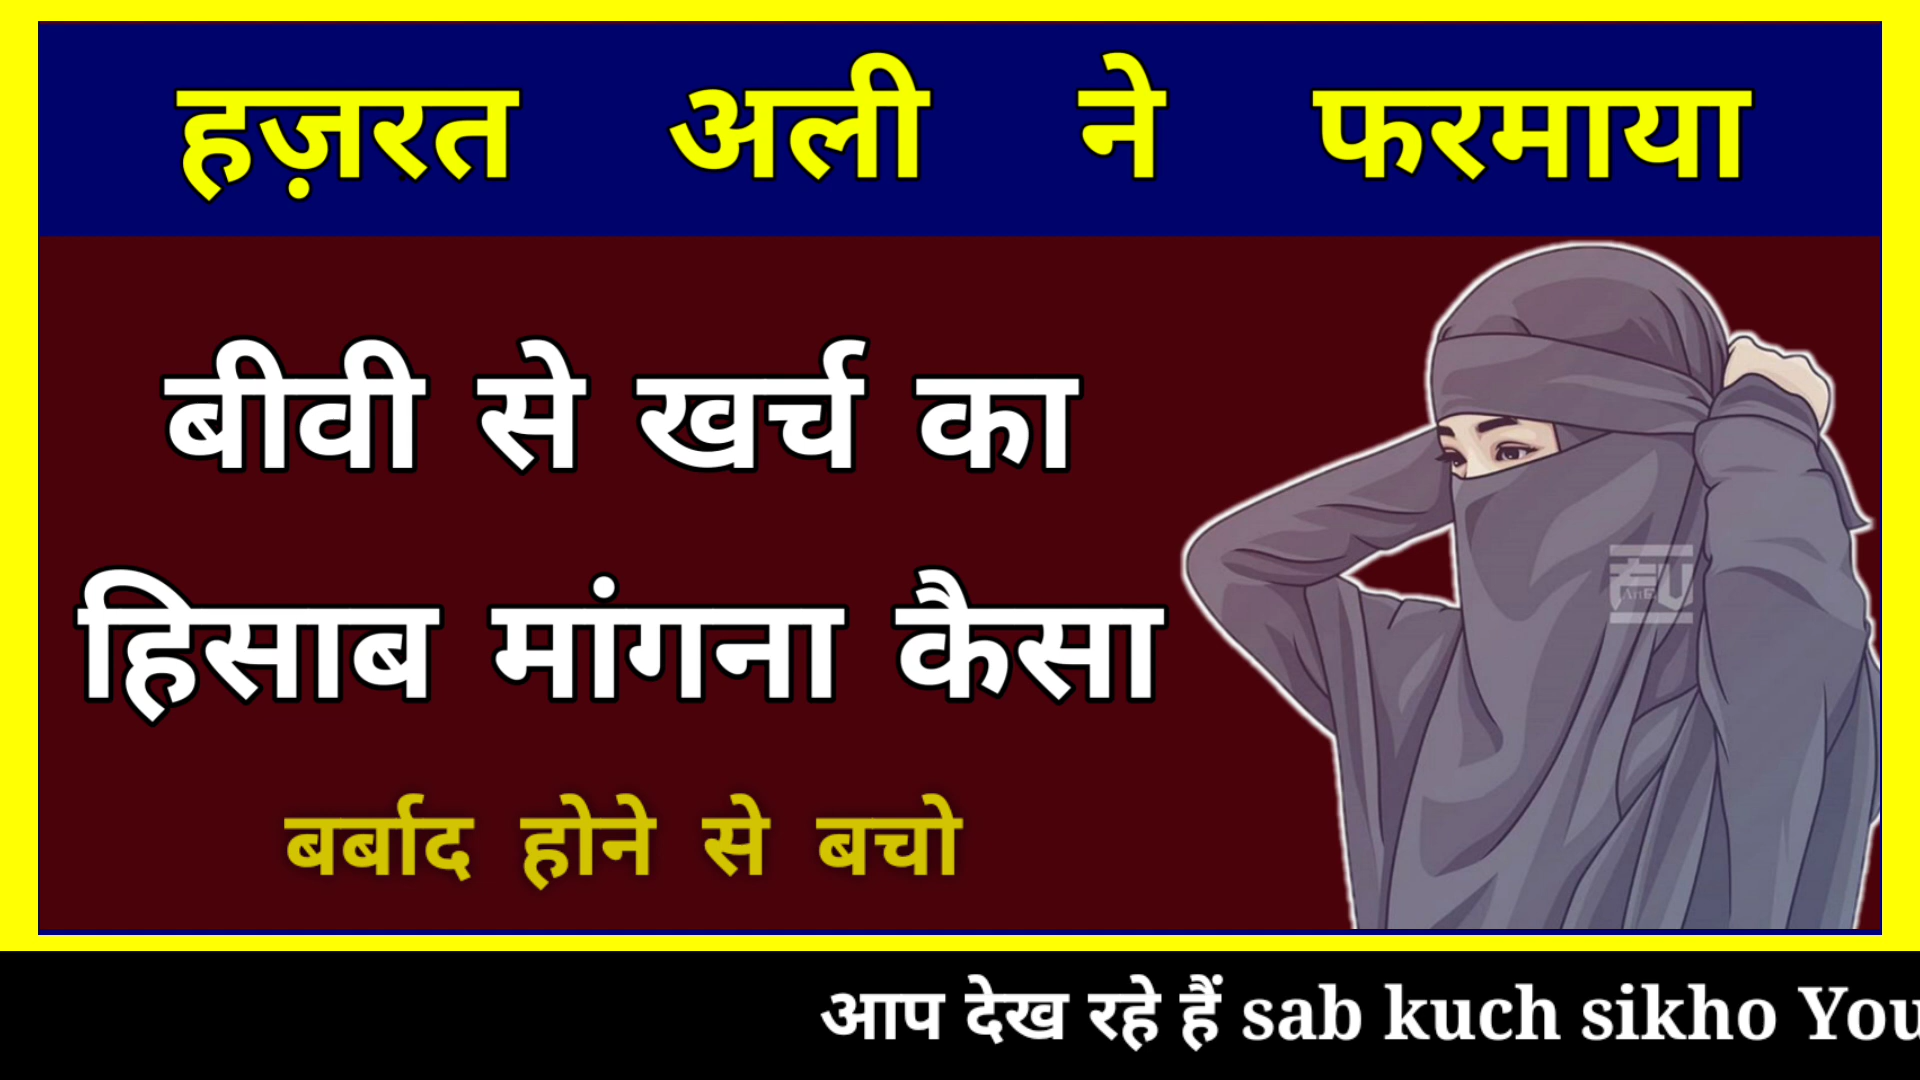 हज़रत अली ने फरमाया
बीवी से खर्च का
हिसाब मांगना कैसा
बर्बाद होने से बचो
आप देख रहे हैं sab kuch sikho You